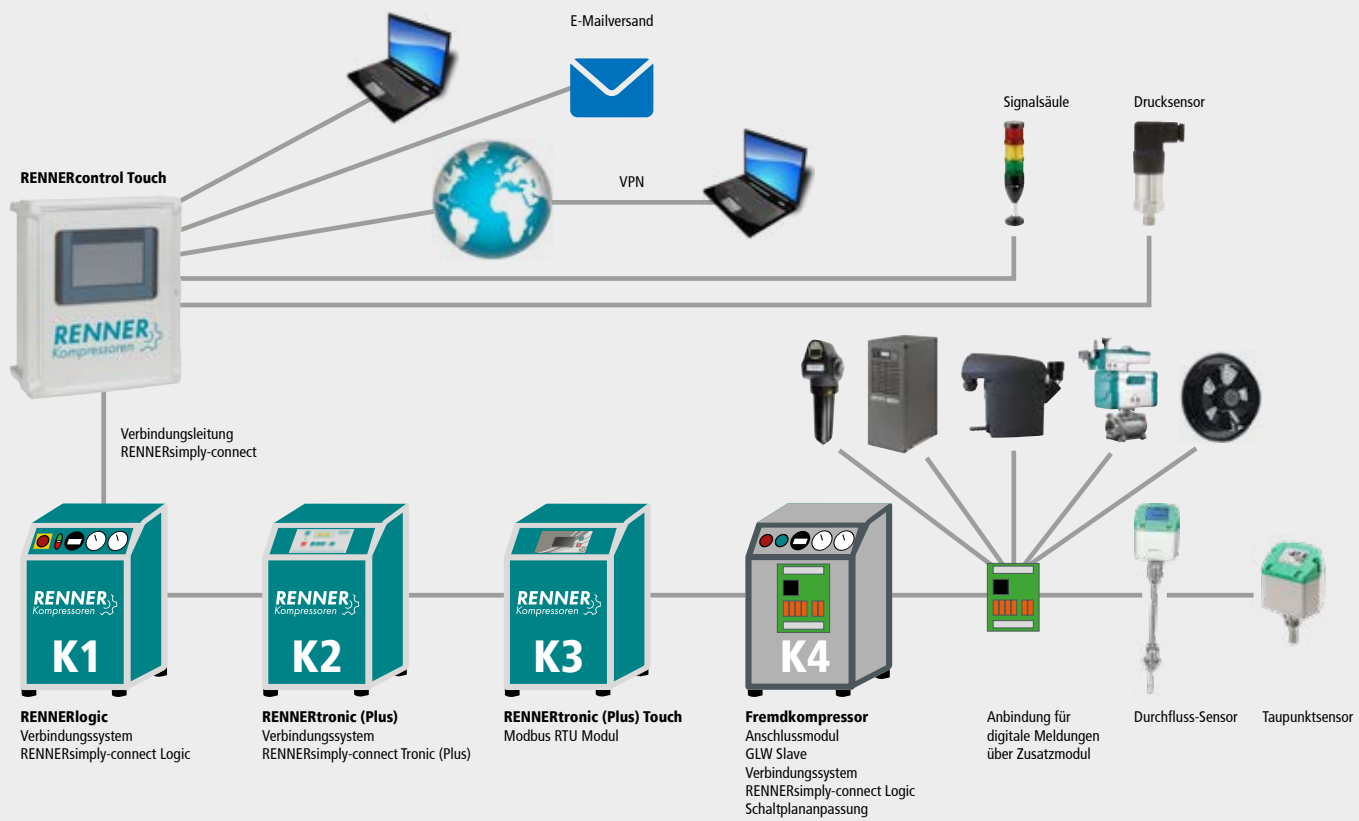 E-Mailversand
Signalsäule
Drucksensor
RENNERcontrol Touch
VPN
RENNER
Kompressoren
Verbindungsleitung
RENNERsimply-connect
RENNER
Kompressoren
K1
RENNER
Kompressoren
K2
RENNER
Kompressoren
K3
K4
RENNERlogic
Verbindungssystem
RENNERsimply-connect Logic
RENNERtronic (Plus)
Verbindungssystem
RENNERsimply-connect Tronic (Plus)
RENNERtronic (Plus) Touch
Modbus RTU Modul
Fremdkompressor
Anschlussmodul
GLW Slave
Verbindungssystem
RENNERsimply-connect Logic
Schaltplananpassung
Anbindung für
digitale Meldungen
über Zusatzmodul
Durchfluss-Sensor
Taupunktsensor